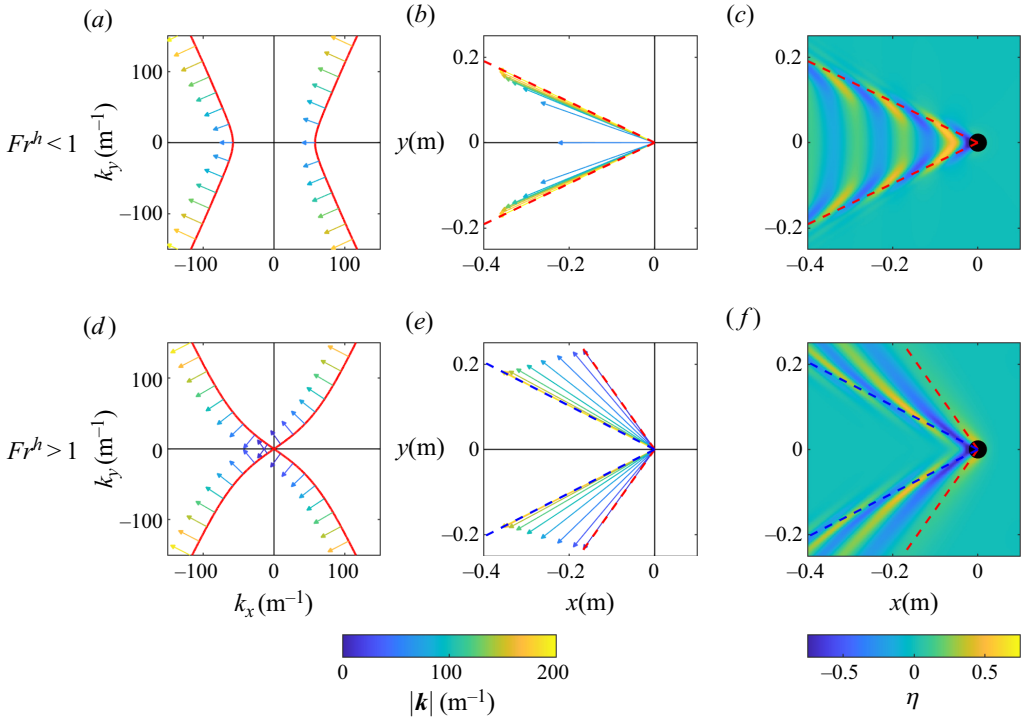 (a) (b) (c)
100
0
–100
k_y (m⁻¹)
Fr^h < 1
–100 0 100
0.2
0
–0.2
y(m)
–0.4 –0.2 0
0.2
0
–0.2
–0.4 –0.2 0
(d) (e) (f)
100
0
–100
k_y (m⁻¹)
Fr^h > 1
–100 0 100
k_x (m⁻¹)
0.2
0
–0.2
y(m)
–0.4 –0.2 0
x(m)
0.2
0
–0.2
–0.4 –0.2 0
x(m)
0 100 200
|k| (m⁻¹)
–0.5 0 0.5
η